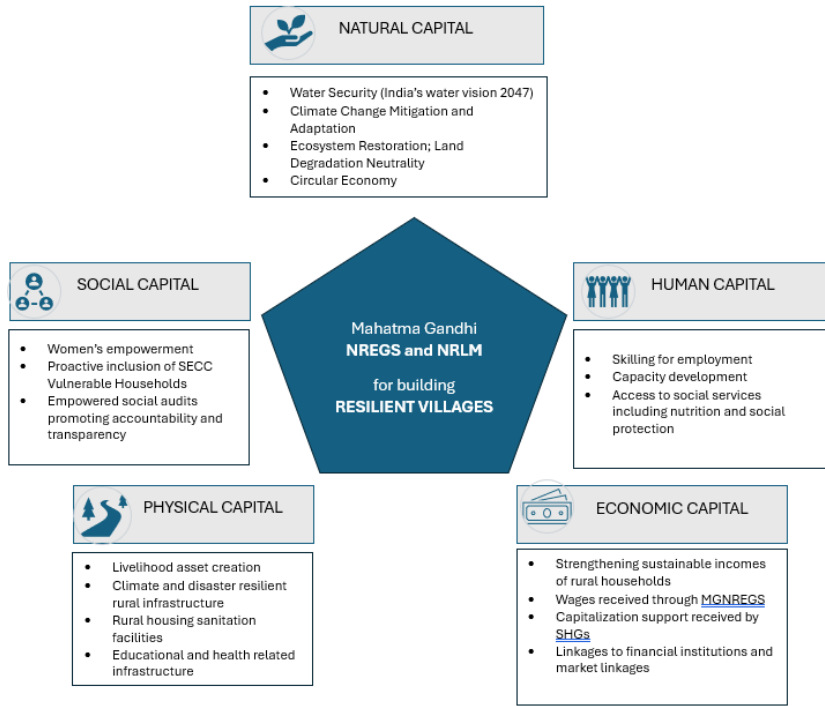 NATURAL CAPITAL
• Water Security (India's water vision 2047)
• Climate Change Mitigation and
Adaptation
• Ecosystem Restoration; Land
Degradation Neutrality
• Circular Economy
SOCIAL CAPITAL
• Women's empowerment
• Proactive inclusion of SECC
Vulnerable Households
• Empowered social audits
promoting accountability and
transparency
Mahatma Gandhi
NREGS and NRLM
for building
RESILIENT VILLAGES
HUMAN CAPITAL
• Skilling for employment
• Capacity development
• Access to social services
including nutrition and social
protection
PHYSICAL CAPITAL
• Livelihood asset creation
• Climate and disaster resilient
rural infrastructure
• Rural housing sanitation
facilities
• Educational and health related
infrastructure
ECONOMIC CAPITAL
• Strengthening sustainable incomes
of rural households
• Wages received through MGNREGS
• Capitalization support received by
SHGs
• Linkages to financial institutions and
market linkages